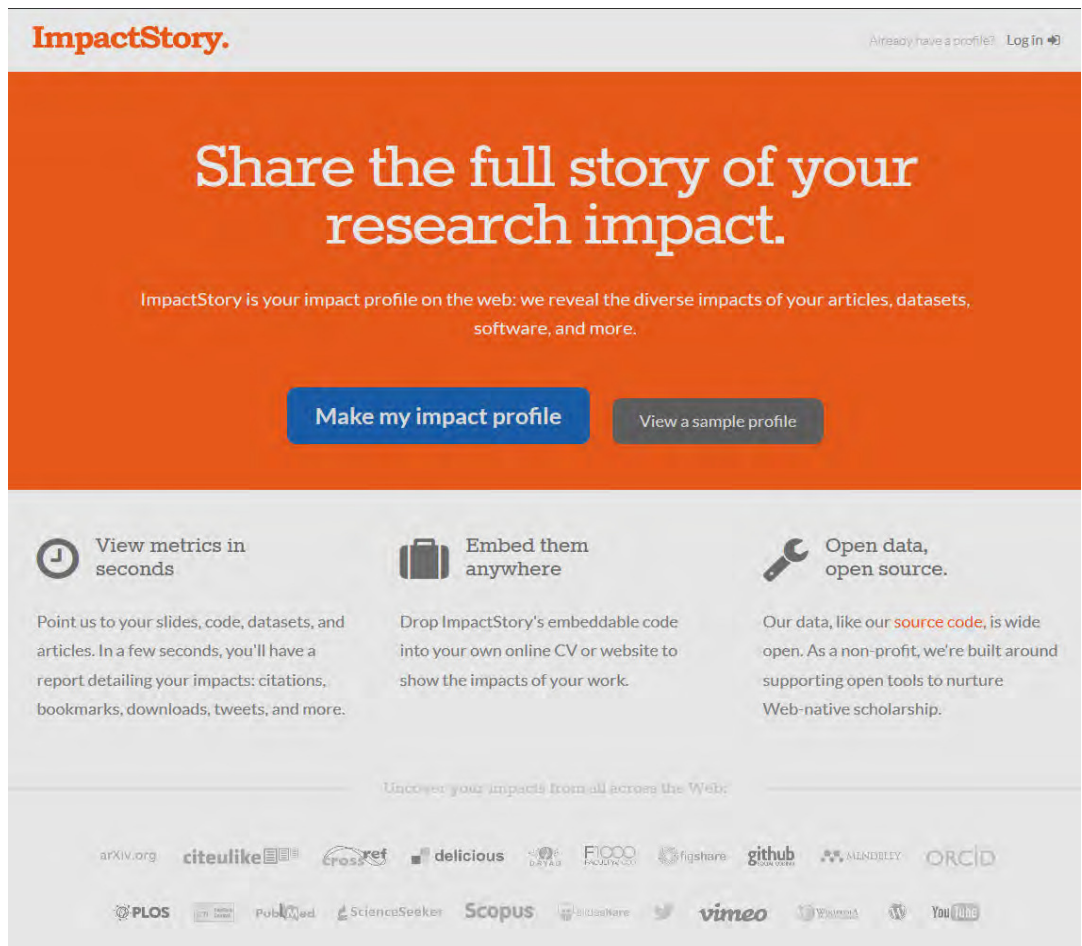 ImpactStory.
Already have a profile? Log in
Share the full story of your
research impact.
ImpactStory is your impact profile on the web: we reveal the diverse impacts of your articles, datasets,
software, and more.
Make my impact profile
View a sample profile
View metrics in
seconds
Point us to your slides, code, datasets, and
articles. In a few seconds, you'll have a
report detailing your impacts: citations,
bookmarks, downloads, tweets, and more.
Embed them
anywhere
Drop ImpactStory's embeddable code
into your own online CV or website to
show the impacts of your work.
Open data,
open source.
Our data, like our source code, is wide
open. As a non-profit, we're built around
supporting open tools to nurture
Web-native scholarship.
Uncover your impacts from all across the Web:
arXiv.org citeulike crossref delicious DRYAD F1000 figshare github MENDELEY ORCID
PLOS PubMed ScienceSeeker Scopus slideshare vimeo Wikipedia YouTube